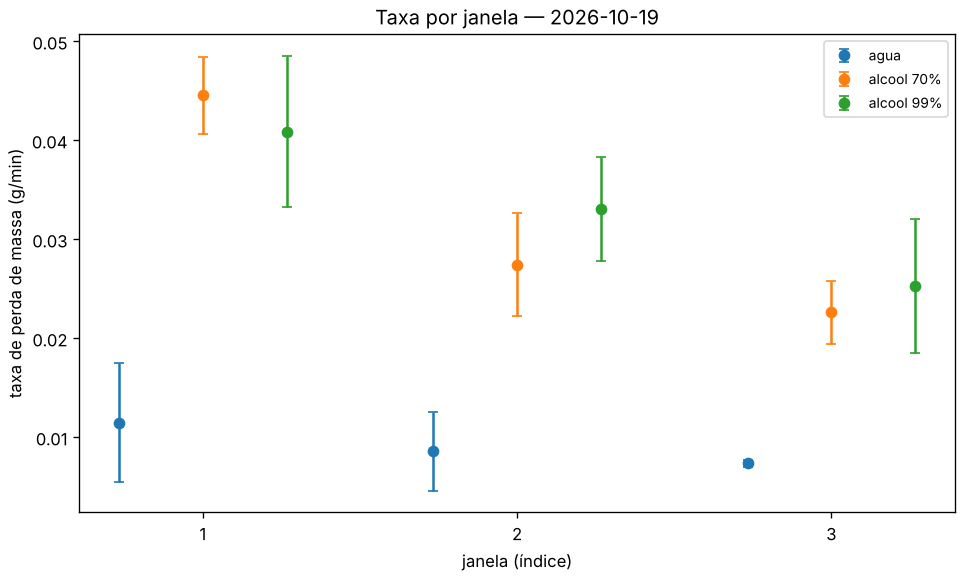 Taxa por janela — 2026-10-19
taxa de perda de massa (g/min)
0.05
0.04
0.03
0.02
0.01
agua
alcool 70%
alcool 99%
1
2
3
janela (índice)